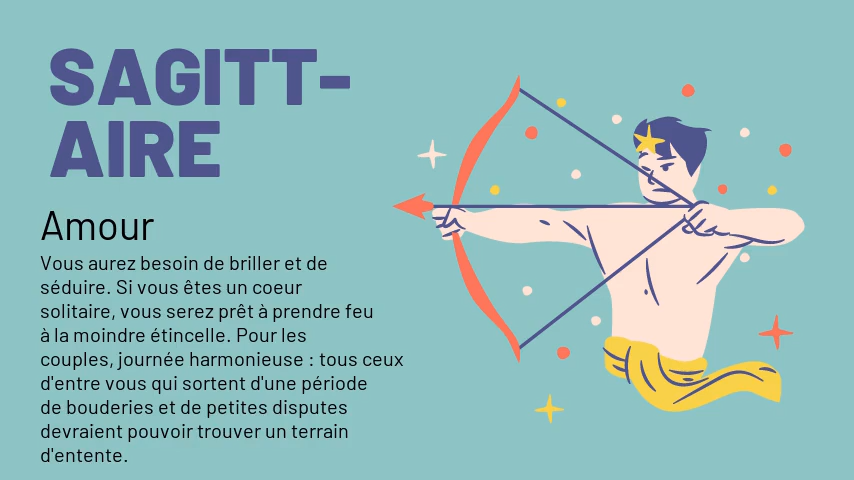 SAGITT-
AIRE
Amour
Vous aurez besoin de briller et de
séduire. Si vous êtes un coeur
solitaire, vous serez prêt à prendre feu
à la moindre étincelle. Pour les
couples, journée harmonieuse : tous ceux
d'entre vous qui sortent d'une période
de bouderies et de petites disputes
devraient pouvoir trouver un terrain
d'entente.